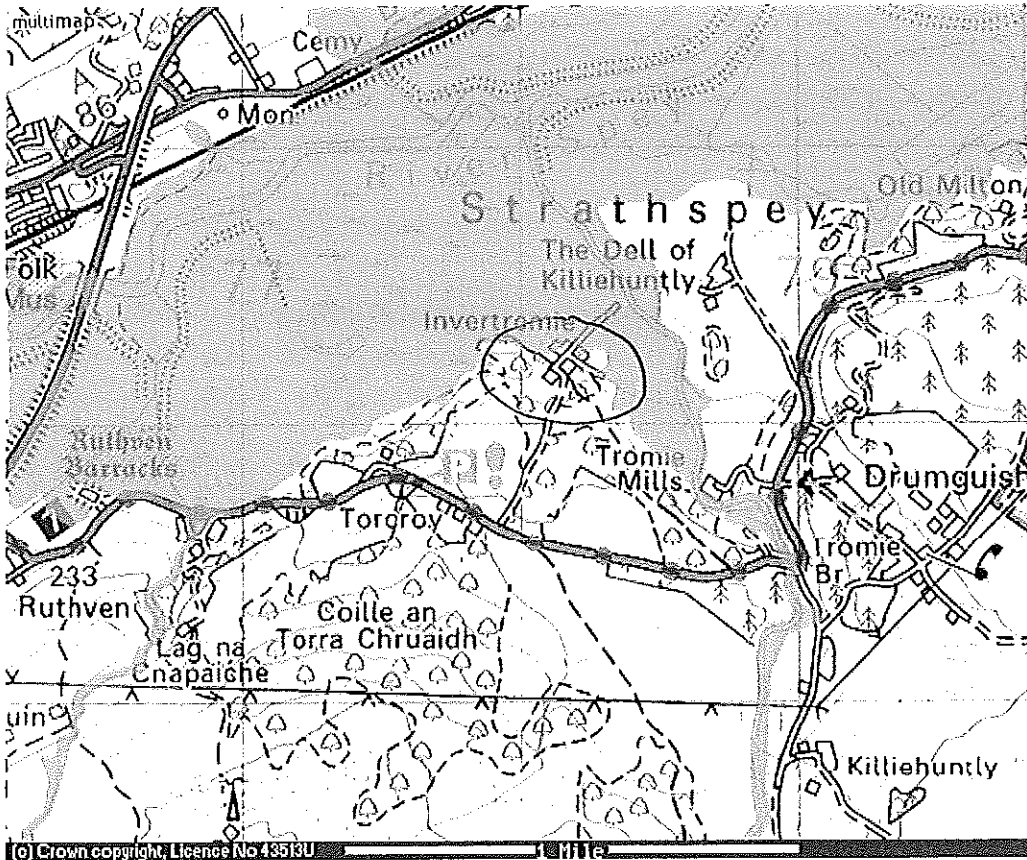 multimap
Cemy
A
86
Mon
Old Milton
Strathspey
The Dell of
Killiehuntly
olk
Mus
Invertromie
Ruthven
Barracks
Tromie
Mills
Drumguish
Torcroy
P
Tromie
Br
233
Ruthven
Coille an
Torra Chruaidh
Lag na
Cnapaiche
uin
Killiehuntly
(c) Crown copyright, Licence No 43513U
1 Mile